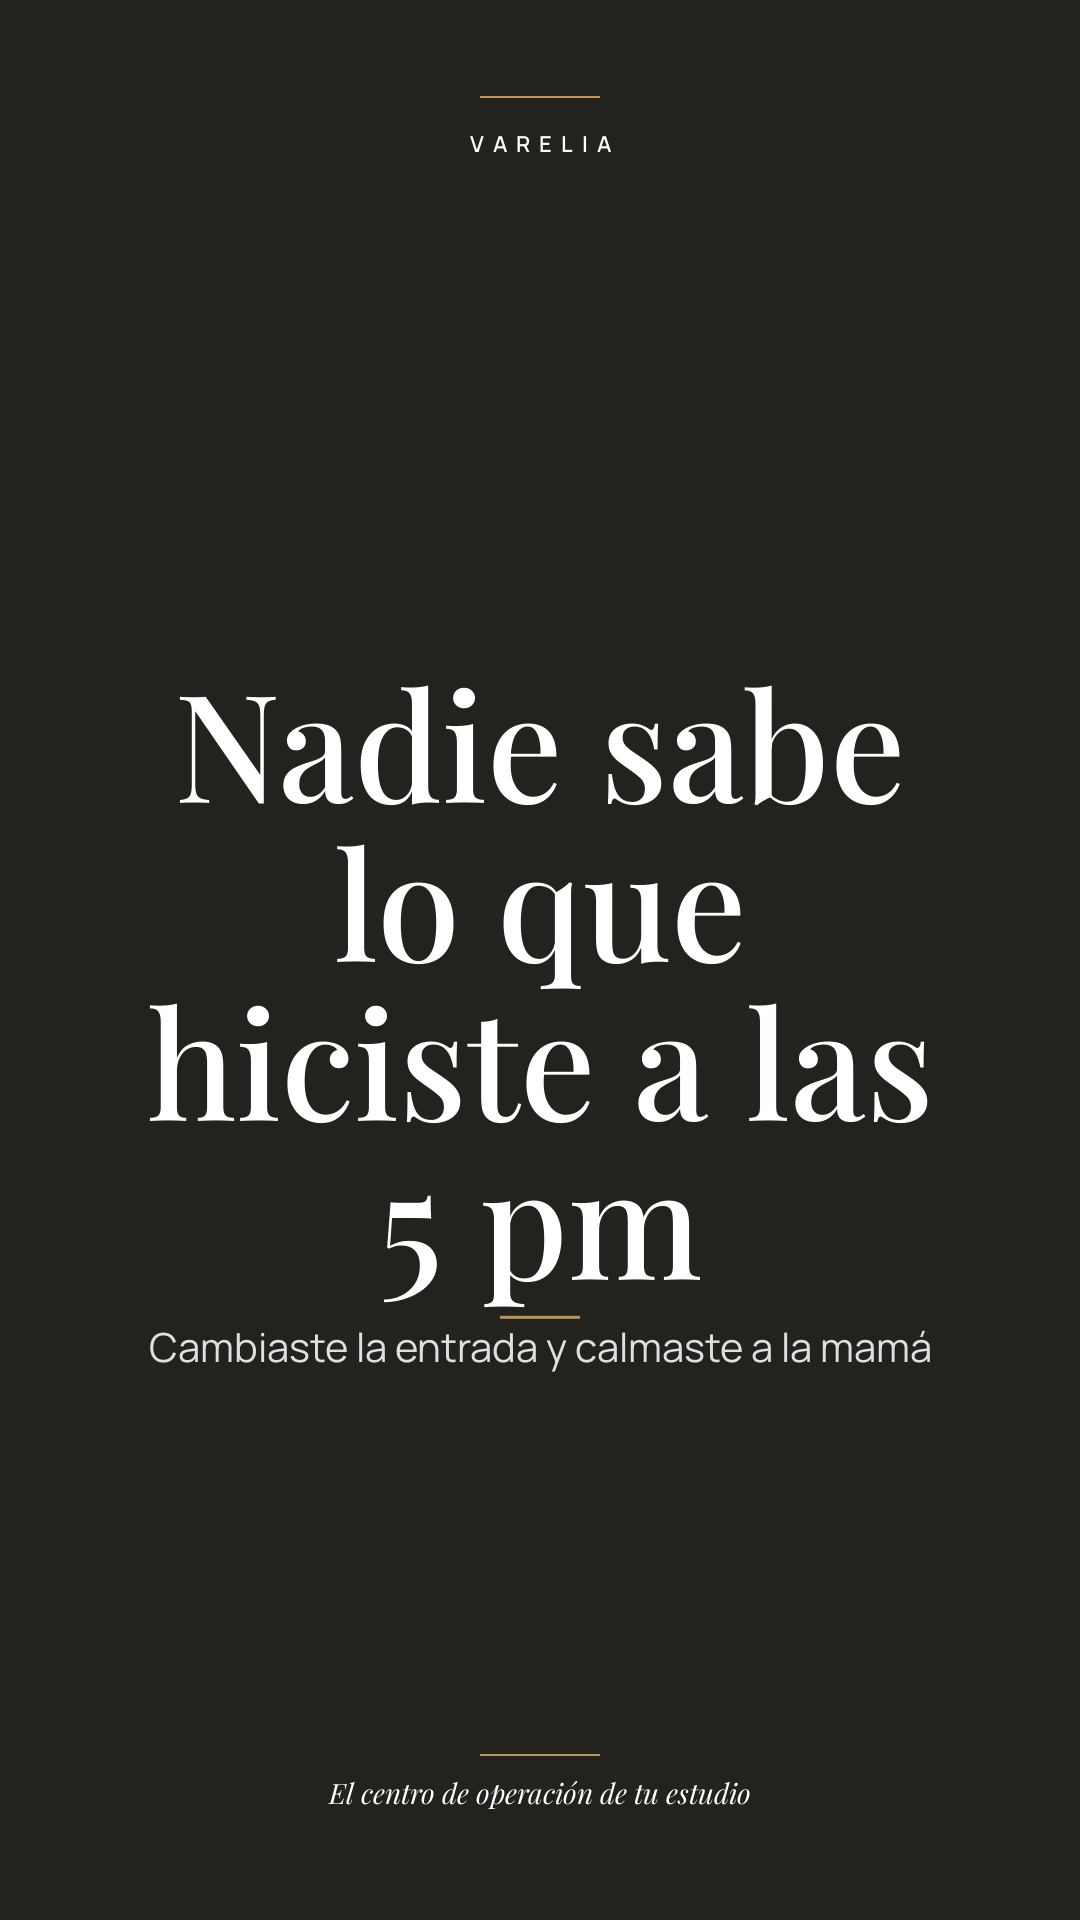 VARELIA
Nadie sabe
lo que
hiciste a las
5 pm
Cambiaste la entrada y calmaste a la mamá
El centro de operación de tu estudio